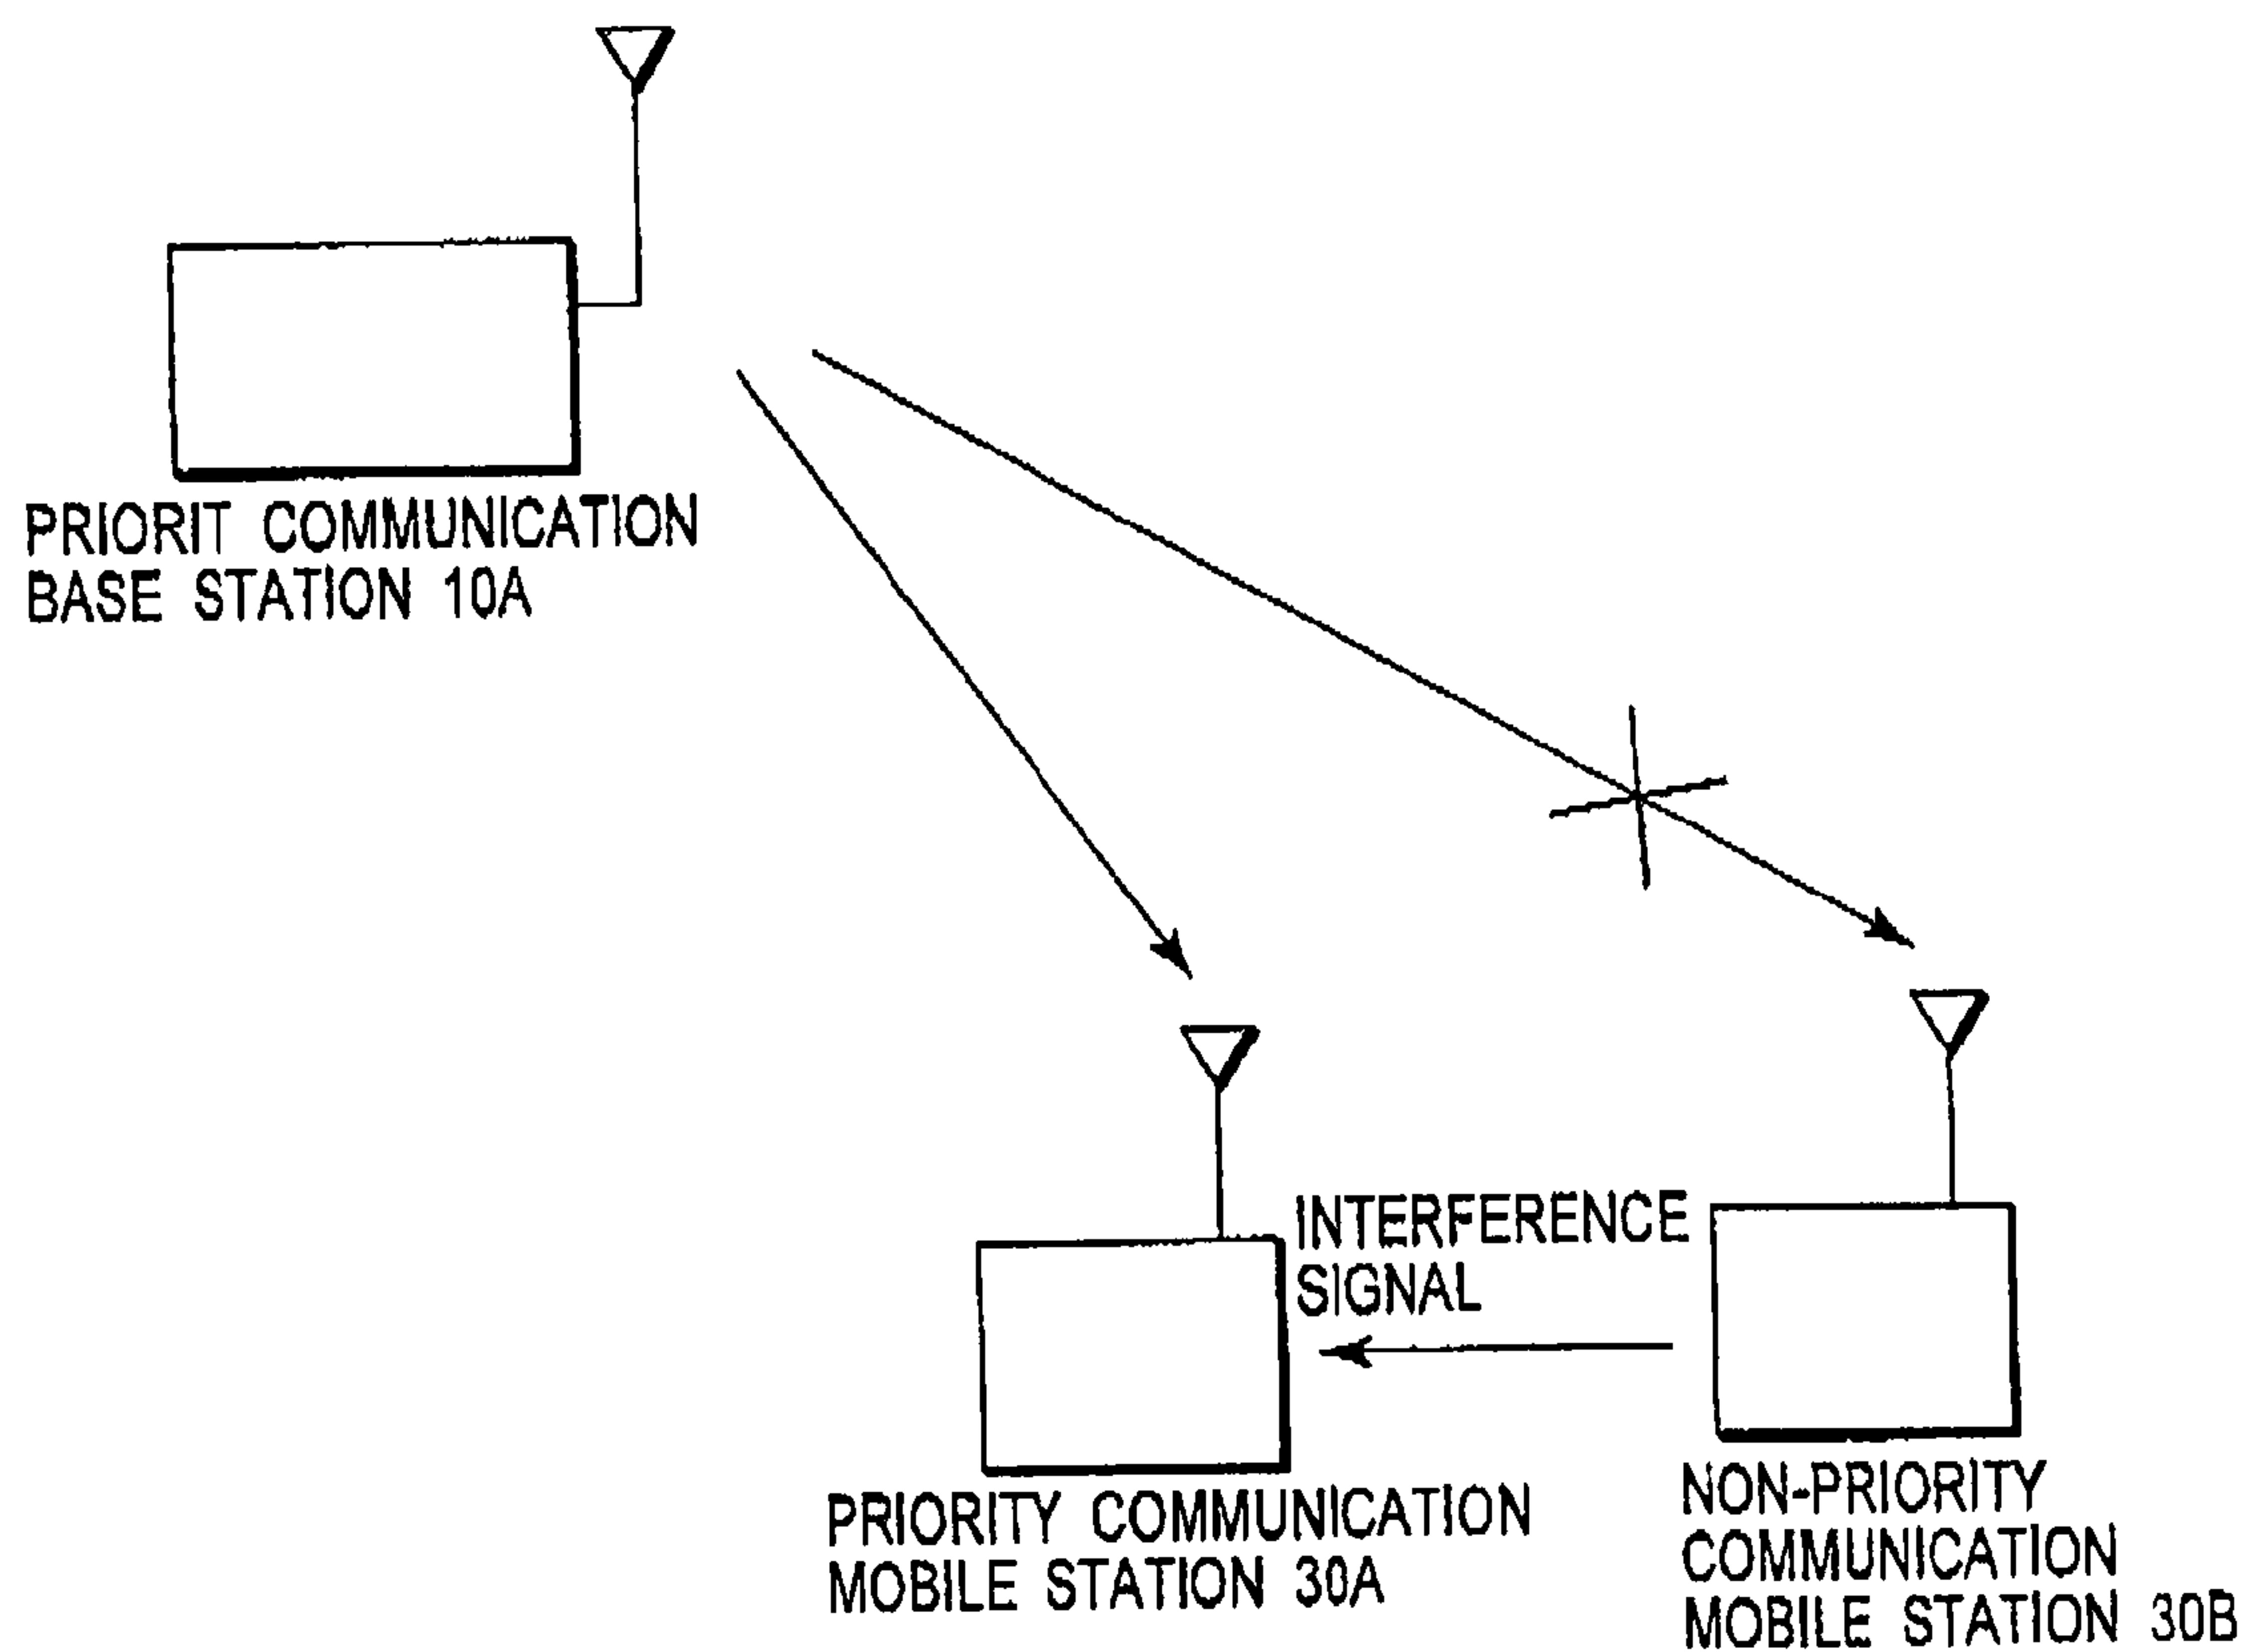 PRIORIT COMMUNICATION
BASE STATION 10A
INTERFERENCE
SIGNAL
PRIORITY COMMUNICATION
MOBILE STATION 30A
NON-PRIORITY
COMMUNICATION
MOBILE STATION 30B